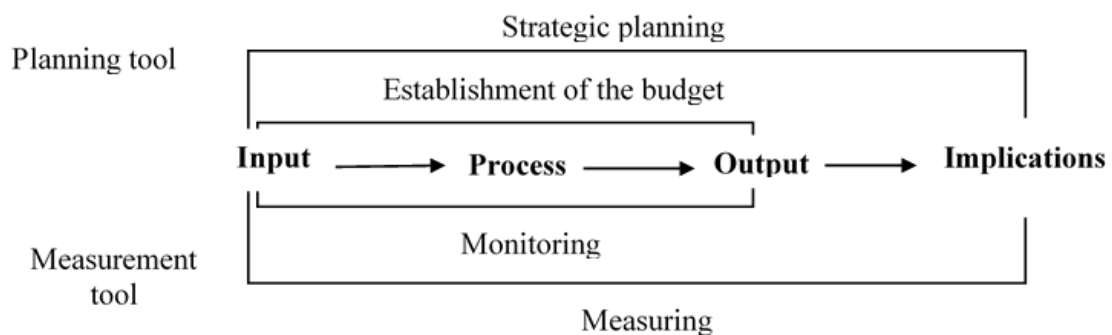 Strategic planning
Planning tool
Establishment of the budget
Input Process Output Implications
Monitoring
Measurement
tool
Measuring